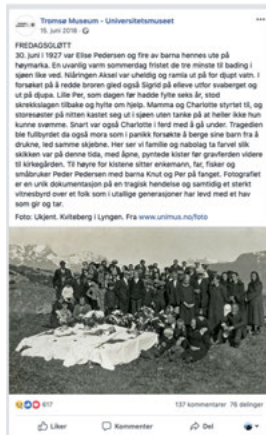 Tromsø Museum - Universitetsmuseet
15. juni 2018 ·
FREDAGSGLØTT
30. juni i 1927 var Elise Pedersen og fire av barna hennes ute på
høymarka. En uvanlig varm sommerdag fristet de tre minste til bading i
sjøen like ved. Niåringen Aksel var uheldig og ramla ut på for djupt vatn. I
forsøket på å redde broren gled også Sigrid på elleve utfor svaberget og
ut på djupa. Lille Per, som dagen før hadde fylte seks år, stod
skrekkslagen tilbake og hylte om hjelp. Mamma og Charlotte styrtet til, og
storesøster på nitten kastet seg ut i sjøen uten tanke på at heller ikke hun
kunne svømme. Snart var også Charlotte i ferd med å gå under. Tragedien
ble fullbyrdet da også mora som i panikk forsøkte å berge sine barn fra å
drukne, led samme skjebne. Her ser vi familie og nabolag ta farvel slik
skikken var på denne tida, med åpne, pyntede kister før gravferden videre
til kirkegården. Til høyre for kistene sitter enkemann, far, fisker og
småbruker Peder Pedersen med barna Knut og Per på fanget. Fotografiet
er en unik dokumentasjon på en tragisk hendelse og samtidig et sterkt
vitnesbyrd over et folk som i utallige generasjoner har levd med et hav
som gir og tar.
Foto: Ukjent. Kviteberg i Lyngen. Fra www.unimus.no/foto
617
137 kommentarer 76 delinger
Liker
Kommenter
Del